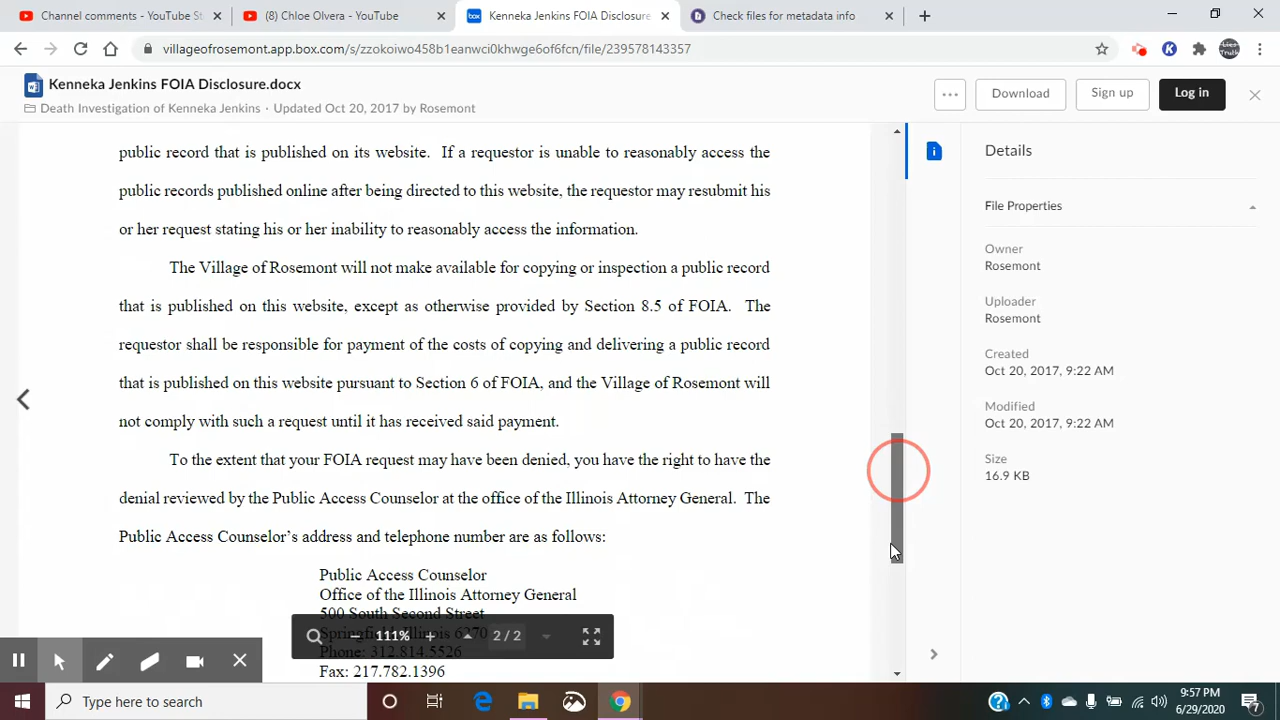 Channel comments - YouTube S
(80) Chloe Olvera - YouTube
Kenneka Jenkins FOIA Disclosure
Check files for metadata info
villageofrosemont.app.box.com/s/zzokoiwo458b1eanwci0khwge6of6fcn/file/239578143357
Kenneka Jenkins FOIA Disclosure.docx
Death Investigation of Kenneka Jenkins · Updated Oct 20, 2017 by Rosemont
Download
Sign up
Log in
public record that is published on its website. If a requestor is unable to reasonably access the
public records published online after being directed to this website, the requestor may resubmit his
or her request stating his or her inability to reasonably access the information.
The Village of Rosemont will not make available for copying or inspection a public record
that is published on this website, except as otherwise provided by Section 8.5 of FOIA. The
requestor shall be responsible for payment of the costs of copying and delivering a public record
that is published on this website pursuant to Section 6 of FOIA, and the Village of Rosemont will
not comply with such a request until it has received said payment.
To the extent that your FOIA request may have been denied, you have the right to have the
denial reviewed by the Public Access Counselor at the office of the Illinois Attorney General. The
Public Access Counselor's address and telephone number are as follows:
Public Access Counselor
Office of the Illinois Attorney General
500 South Second Street
Springfield, Illinois 6270
Phone: 312.814.5526
Fax: 217.782.1396
111%
2 / 2
Details
File Properties
Owner
Rosemont
Uploader
Rosemont
Created
Oct 20, 2017, 9:22 AM
Modified
Oct 20, 2017, 9:22 AM
Size
16.9 KB
Type here to search
9:57 PM
6/29/2020
7